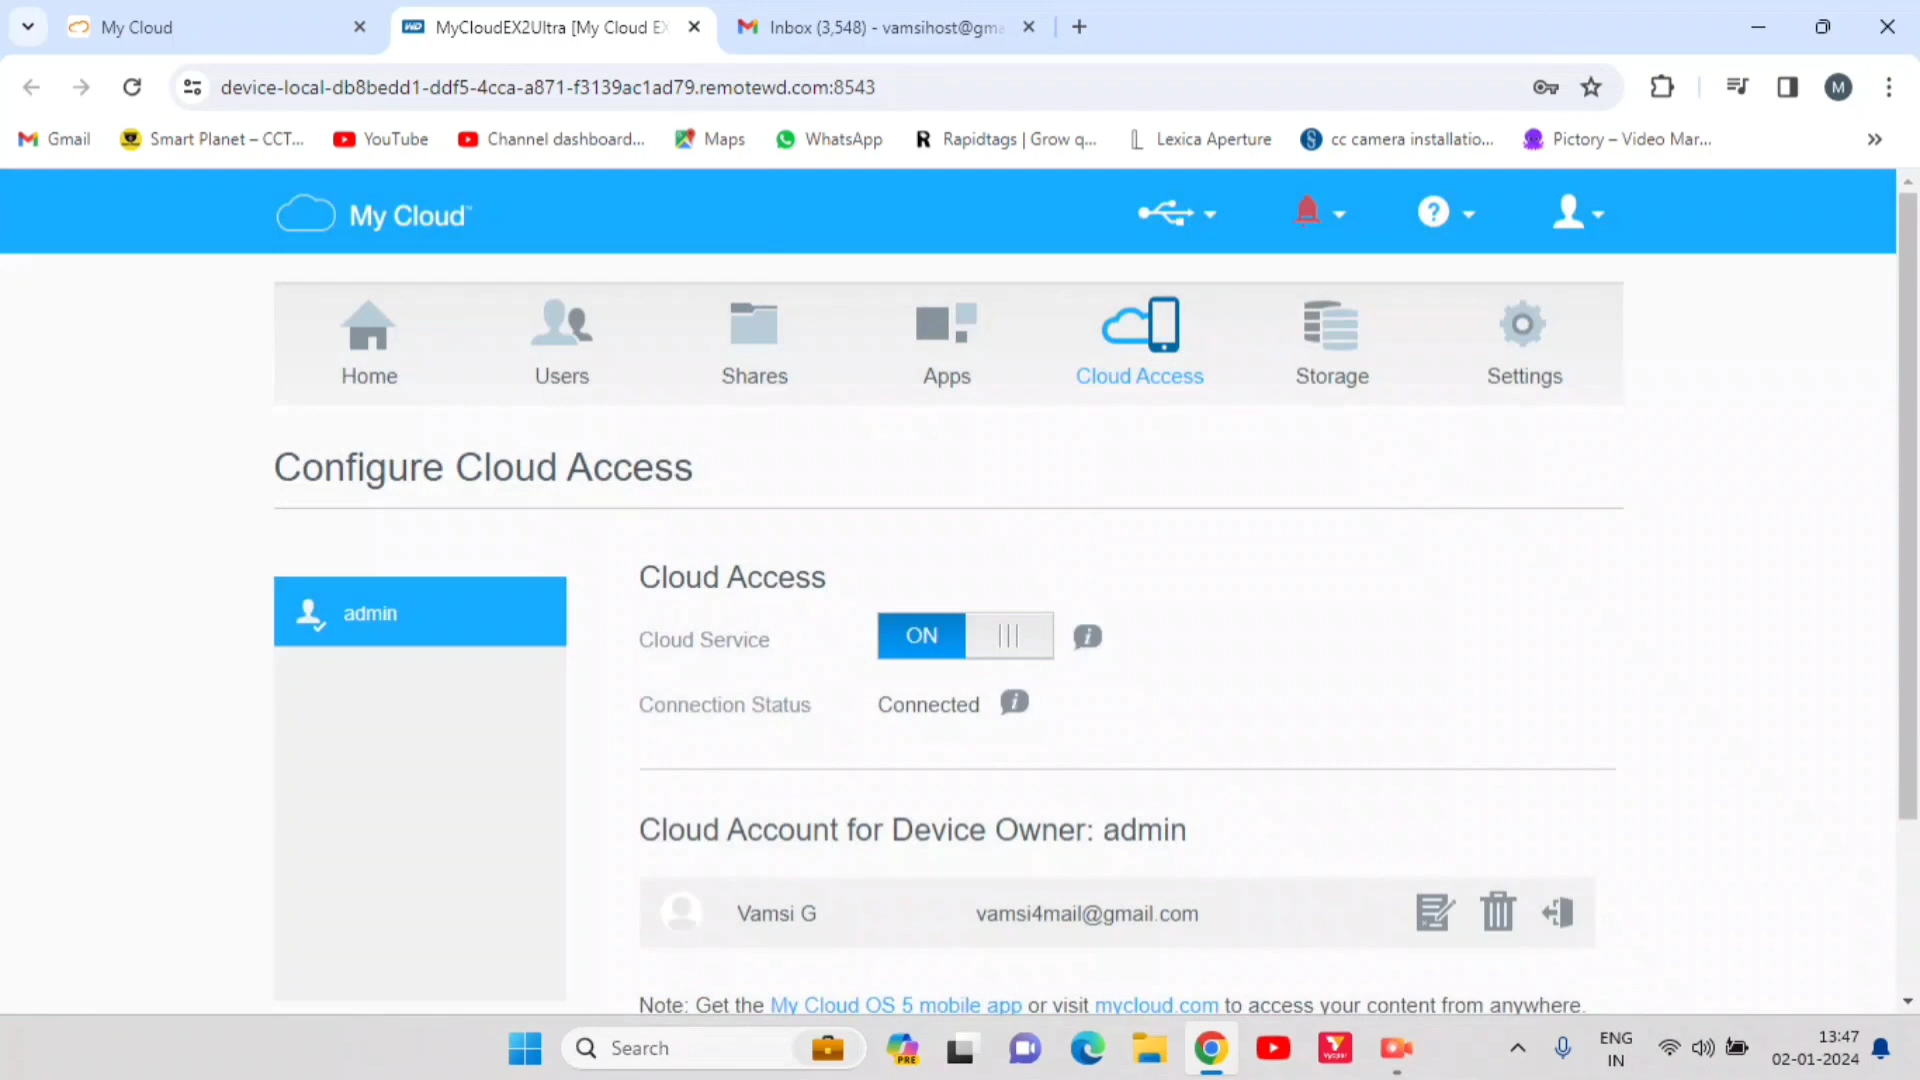 My Cloud
MyCloudEX2Ultra [My Cloud EX
Inbox (3,548) - vamsihost@gma
device-local-db8bedd1-ddf5-4cca-a871-f3139ac1ad79.remotewd.com:8543
M
Gmail
Smart Planet – CCT...
YouTube
Channel dashboard...
Maps
WhatsApp
Rapidtags | Grow q...
Lexica Aperture
cc camera installatio...
Pictory – Video Mar...
My Cloud™
Home
Users
Shares
Apps
Cloud Access
Storage
Settings
Configure Cloud Access
admin
Cloud Access
Cloud Service
ON
Connection Status
Connected
Cloud Account for Device Owner: admin
Vamsi G
vamsi4mail@gmail.com
Note: Get the My Cloud OS 5 mobile app or visit mycloud.com to access your content from anywhere.
Search
PRE
ENG
IN
13:47
02-01-2024